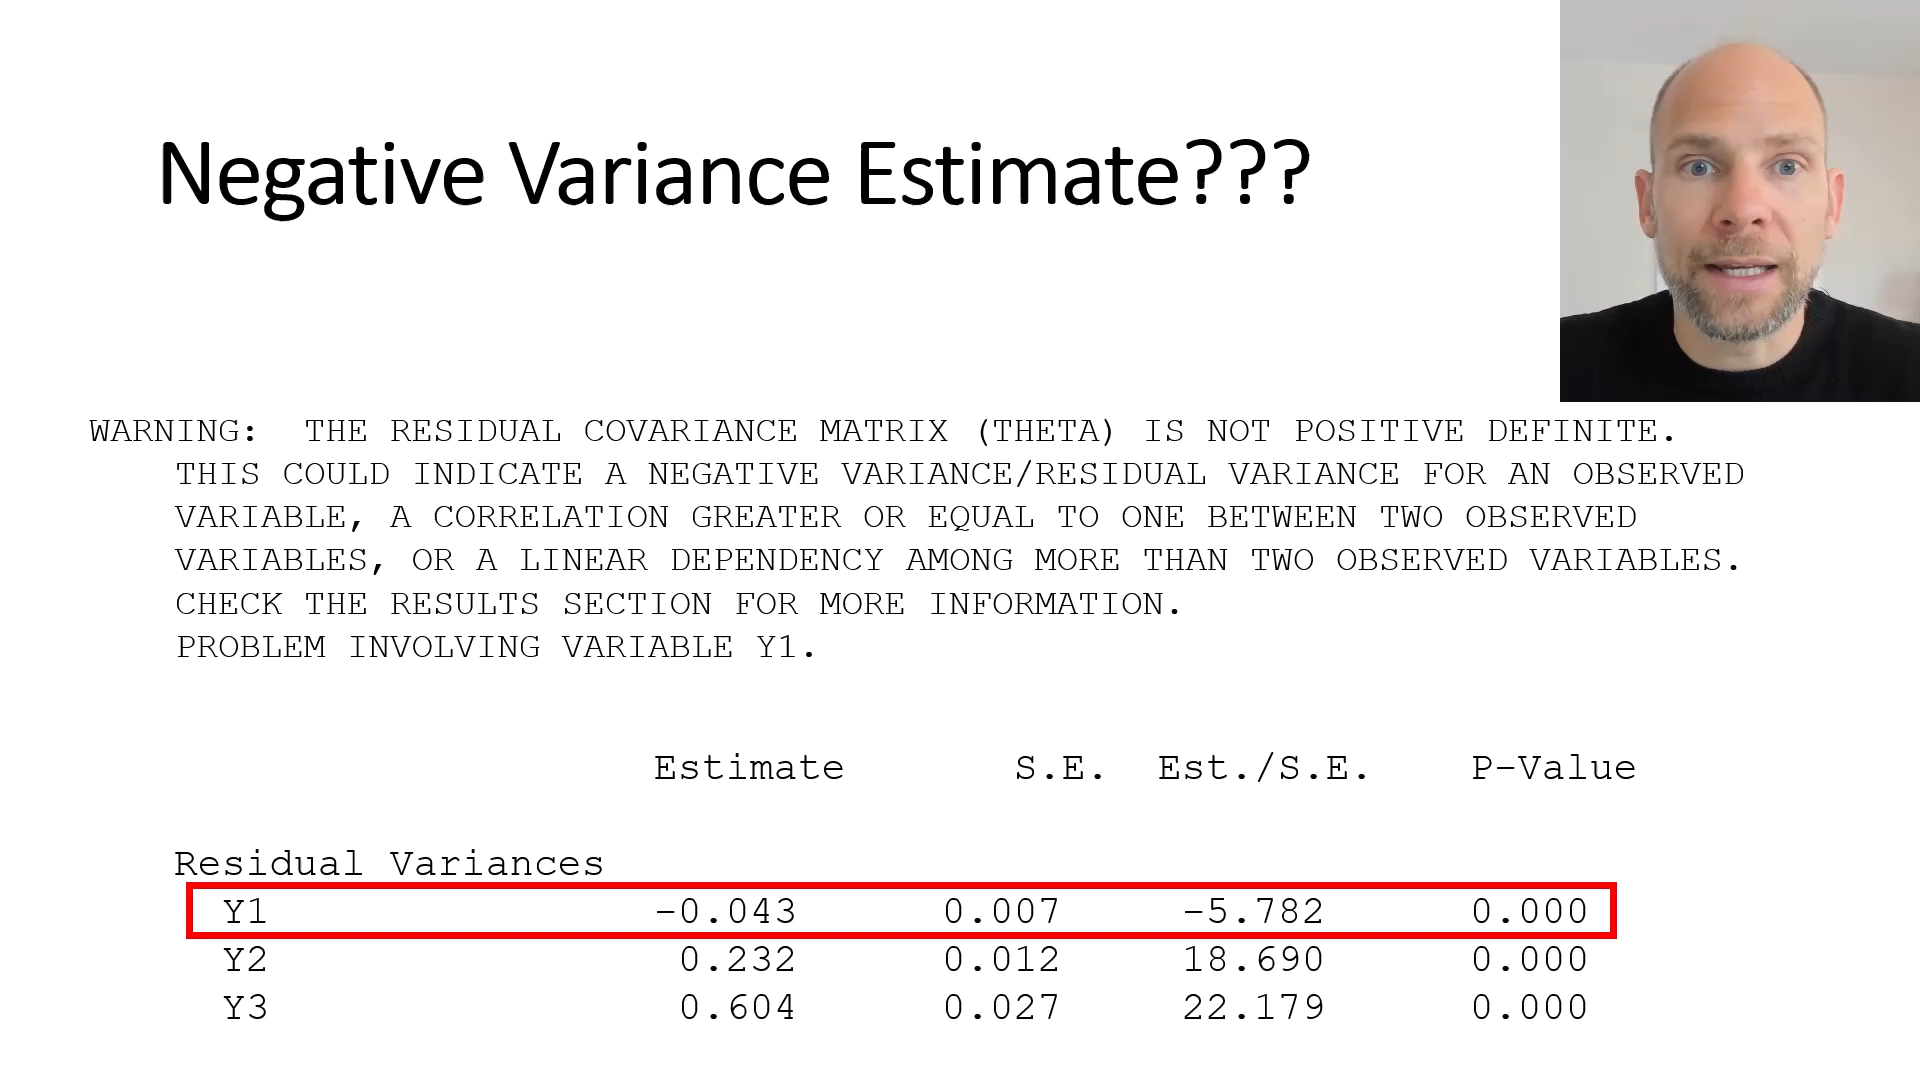 Negative Variance Estimate???
WARNING: THE RESIDUAL COVARIANCE MATRIX (THETA) IS NOT POSITIVE DEFINITE.
THIS COULD INDICATE A NEGATIVE VARIANCE/RESIDUAL VARIANCE FOR AN OBSERVED
VARIABLE, A CORRELATION GREATER OR EQUAL TO ONE BETWEEN TWO OBSERVED
VARIABLES, OR A LINEAR DEPENDENCY AMONG MORE THAN TWO OBSERVED VARIABLES.
CHECK THE RESULTS SECTION FOR MORE INFORMATION.
PROBLEM INVOLVING VARIABLE Y1.
Estimate S.E. Est./S.E. P-Value
Residual Variances
Y1 -0.043 0.007 -5.782 0.000
Y2 0.232 0.012 18.690 0.000
Y3 0.604 0.027 22.179 0.000